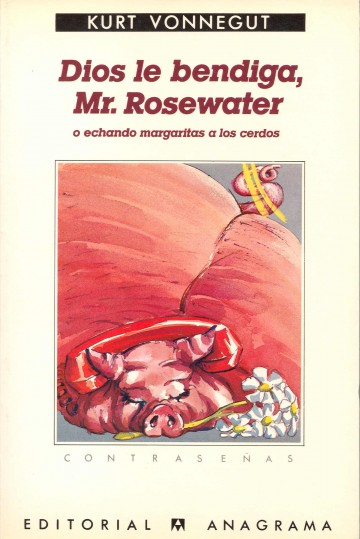 KURT VONNEGUT
Dios le bendiga,
Mr. Rosewater
o echando margaritas a los cerdos
CONTRASEÑAS
EDITORIAL ANAGRAMA